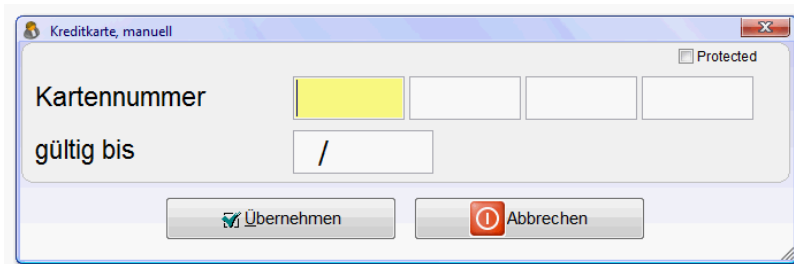 Kreditkarte, manuell
Protected
Kartennummer
gültig bis /
Übernehmen Abbrechen